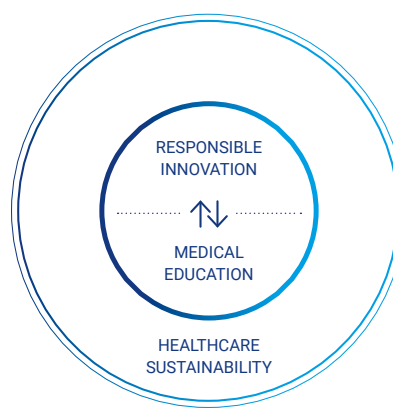 RESPONSIBLE
INNOVATION
MEDICAL
EDUCATION
HEALTHCARE
SUSTAINABILITY